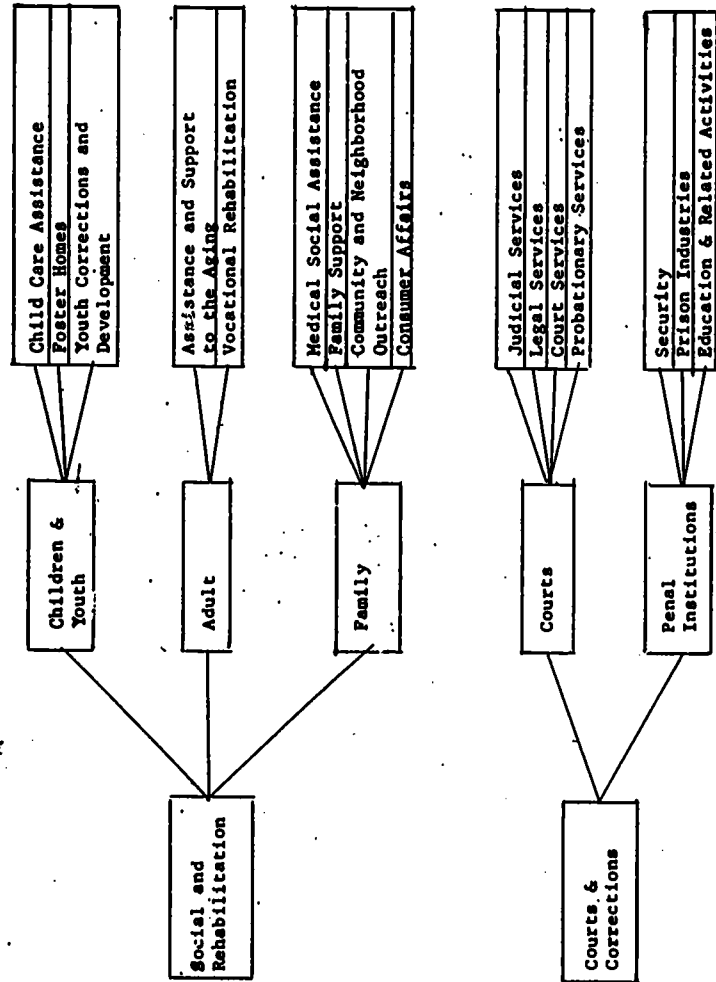 Social and
Rehabilitation
Children &
Youth
Child Care Assistance
Foster Homes
Youth Corrections and
Development
Adult
Assistance and Support
to the Aging
Vocational Rehabilitation
Family
Medical Social Assistance
Family Support
Community and Neighborhood
Outreach
Consumer Affairs
Courts &
Corrections
Courts
Judicial Services
Legal Services
Court Services
Probationary Services
Penal
Institutions
Security
Prison Industries
Education & Related Activities